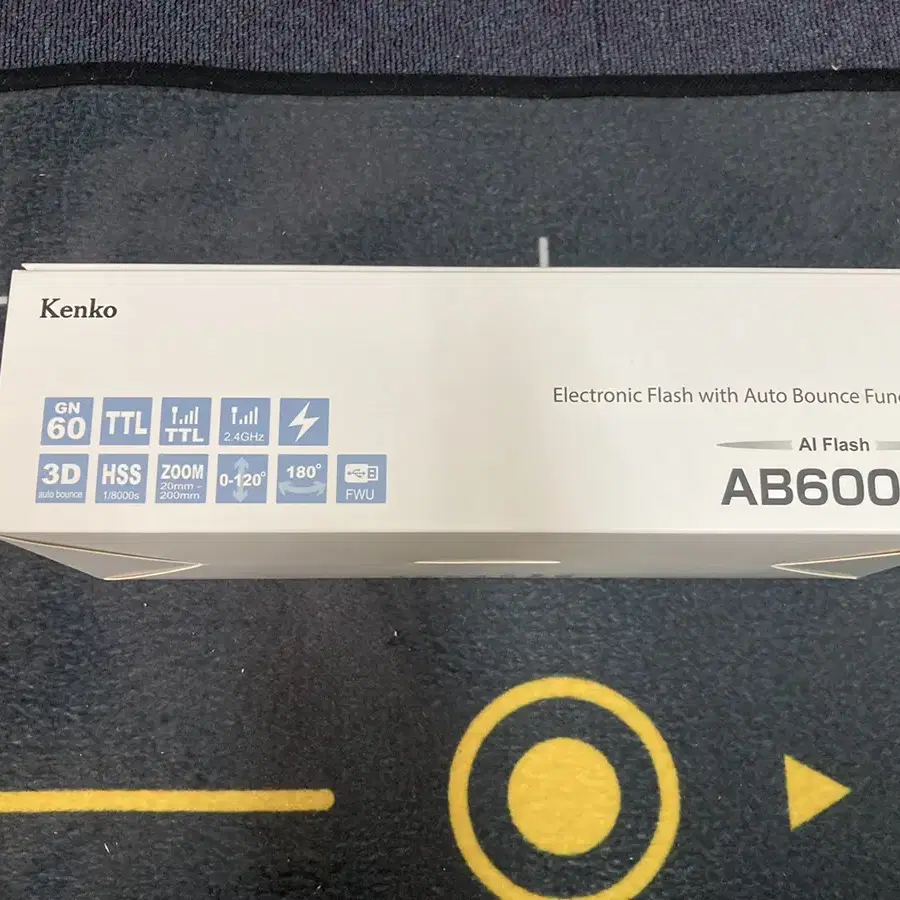 Kenko
GN
60
TTL
TTL
2.4GHz
Electronic Flash with Auto Bounce
3D
auto bounce
HSS
1/8000s
ZOOM
20mm -
200mm
0-120°
180°
FWU
AI Flash
AB600